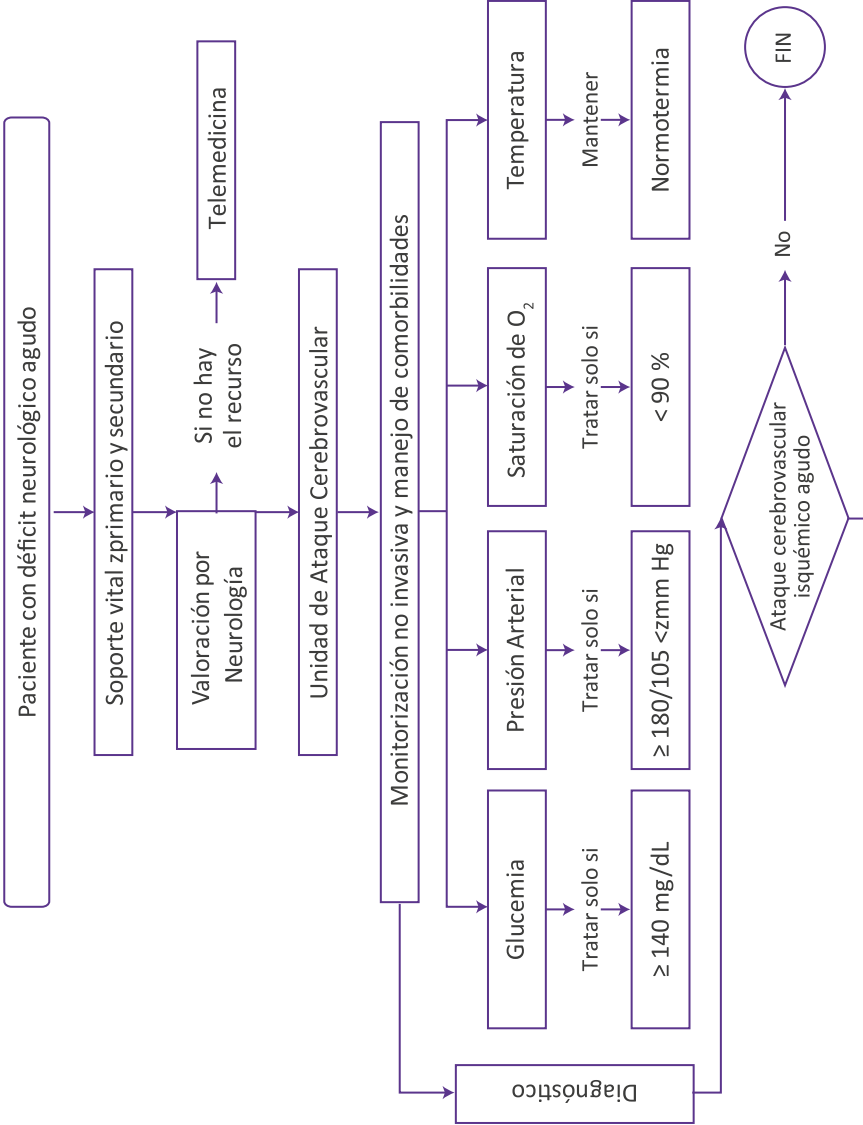 Paciente con déficit neurológico agudo
Soporte vital zprimario y secundario
Valoración por
Neurología
Si no hay
el recurso
Telemedicina
Unidad de Ataque Cerebrovascular
Monitorización no invasiva y manejo de comorbilidades
Glucemia
Tratar solo si
≥ 140 mg/dL
Presión Arterial
Tratar solo si
≥ 180/105 <zmm Hg
Saturación de O₂
Tratar solo si
< 90 %
Temperatura
Mantener
Normotermia
Diagnóstico
Ataque cerebrovascular
isquémico agudo
No
FIN